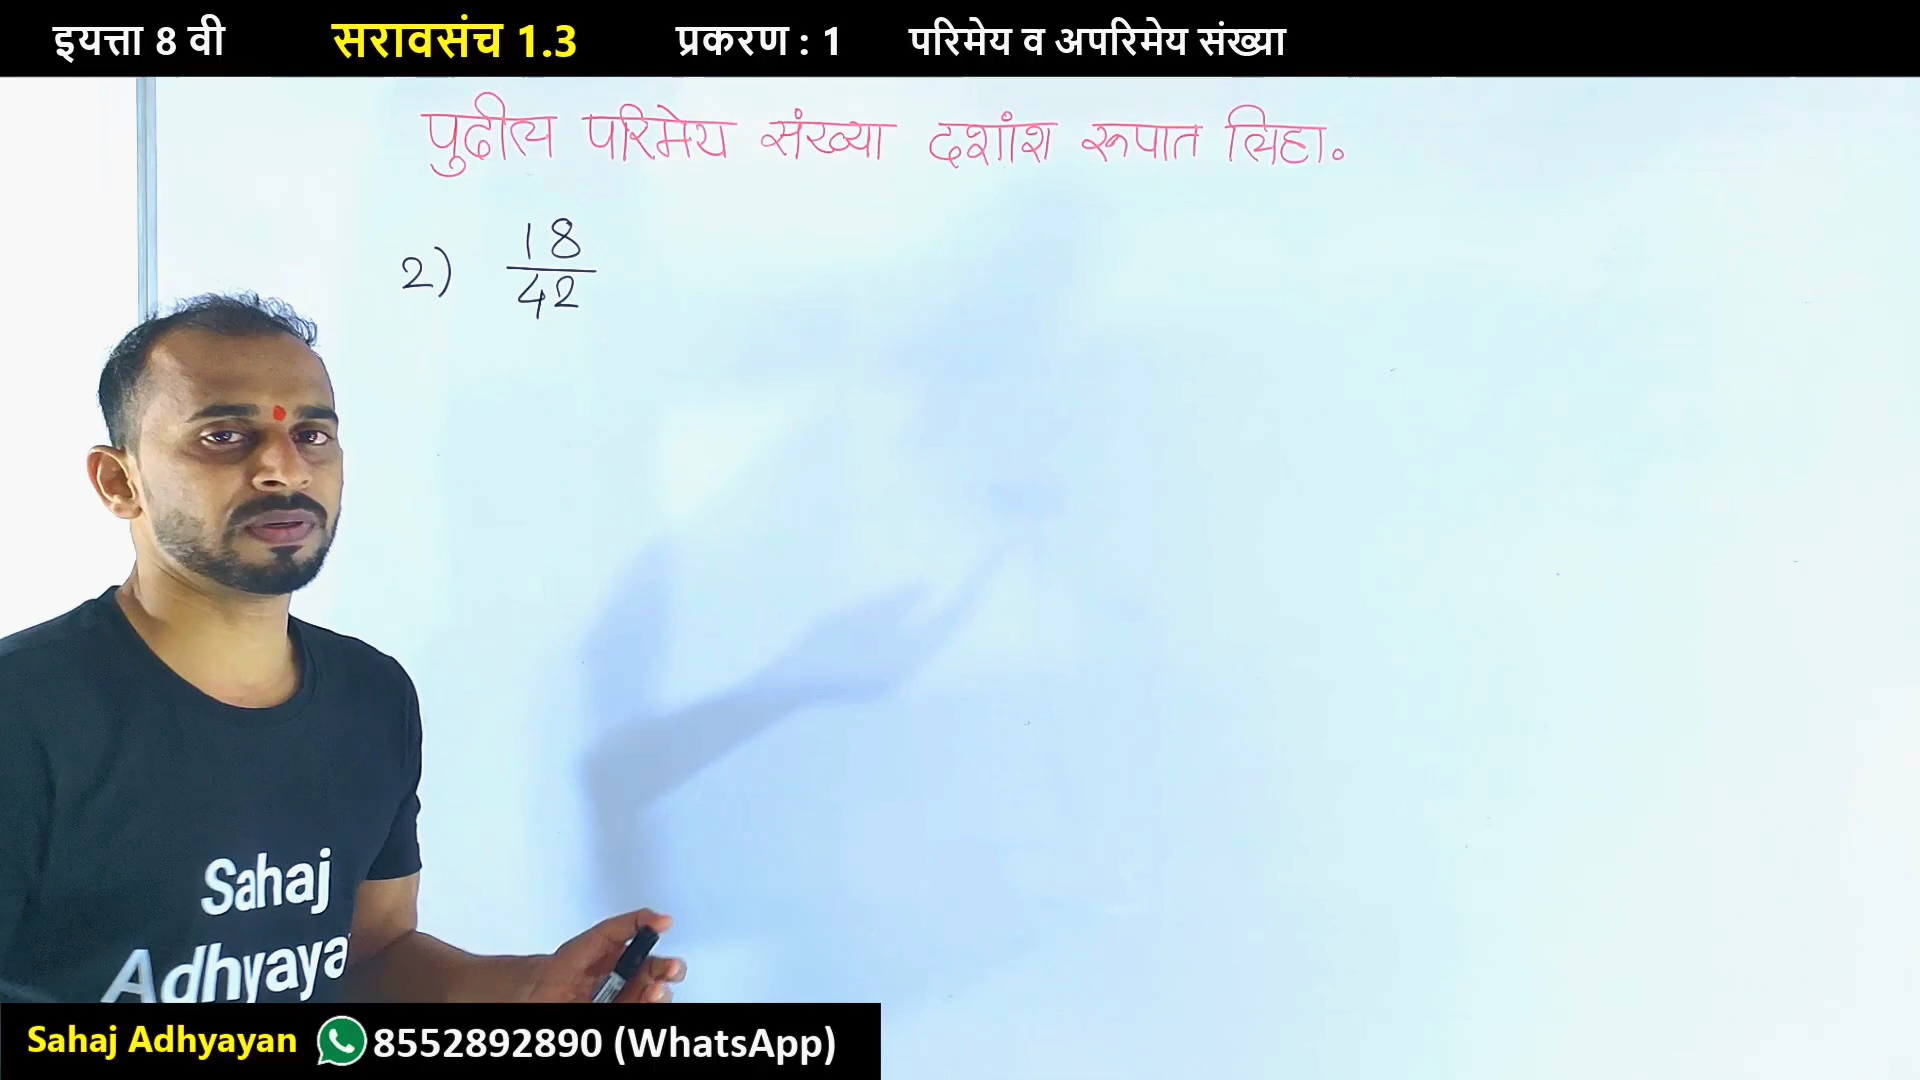 इयत्ता 8 वी सरावसंच 1.3 प्रकरण : 1 परिमेय व अपरिमेय संख्या
पुढील परिमेय संख्या दशांश रूपात लिहा.
2) 18
42
Sahaj
Adhyaya
Sahaj Adhyayan 8552892890 (WhatsApp)